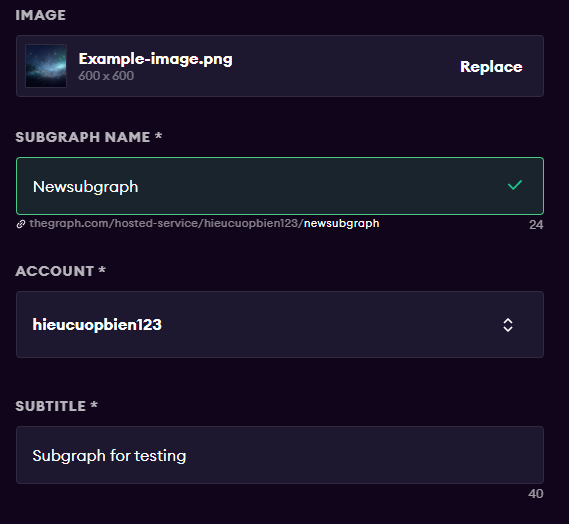 IMAGE
Example-image.png
600 x 600
Replace
SUBGRAPH NAME *
Newsubgraph
thegraph.com/hosted-service/hieucuopbien123/newsubgraph
24
ACCOUNT *
hieucuopbien123
SUBTITLE *
Subgraph for testing
40